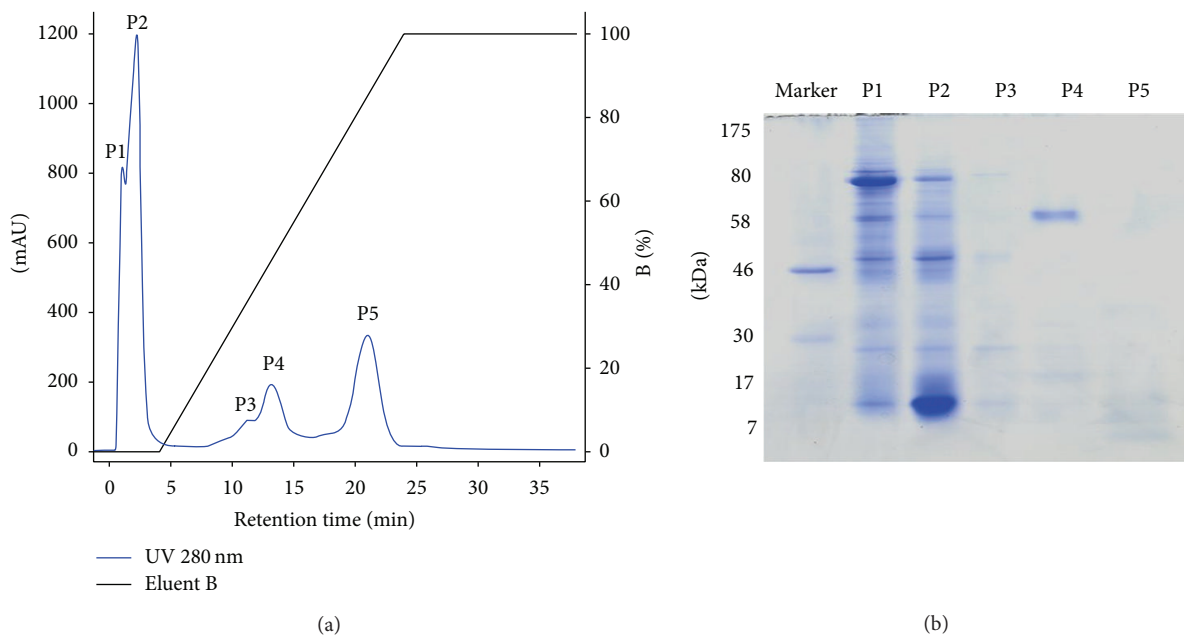 P2
P1
P3
P4
P5
1200
1000
800
600
400
200
0
(mAU)
100
80
60
40
20
0
B (%)
0 5 10 15 20 25 30 35
Retention time (min)
UV 280 nm
Eluent B
(a)
Marker P1 P2 P3 P4 P5
175
80
58
46
30
17
7
(kDa)
(b)